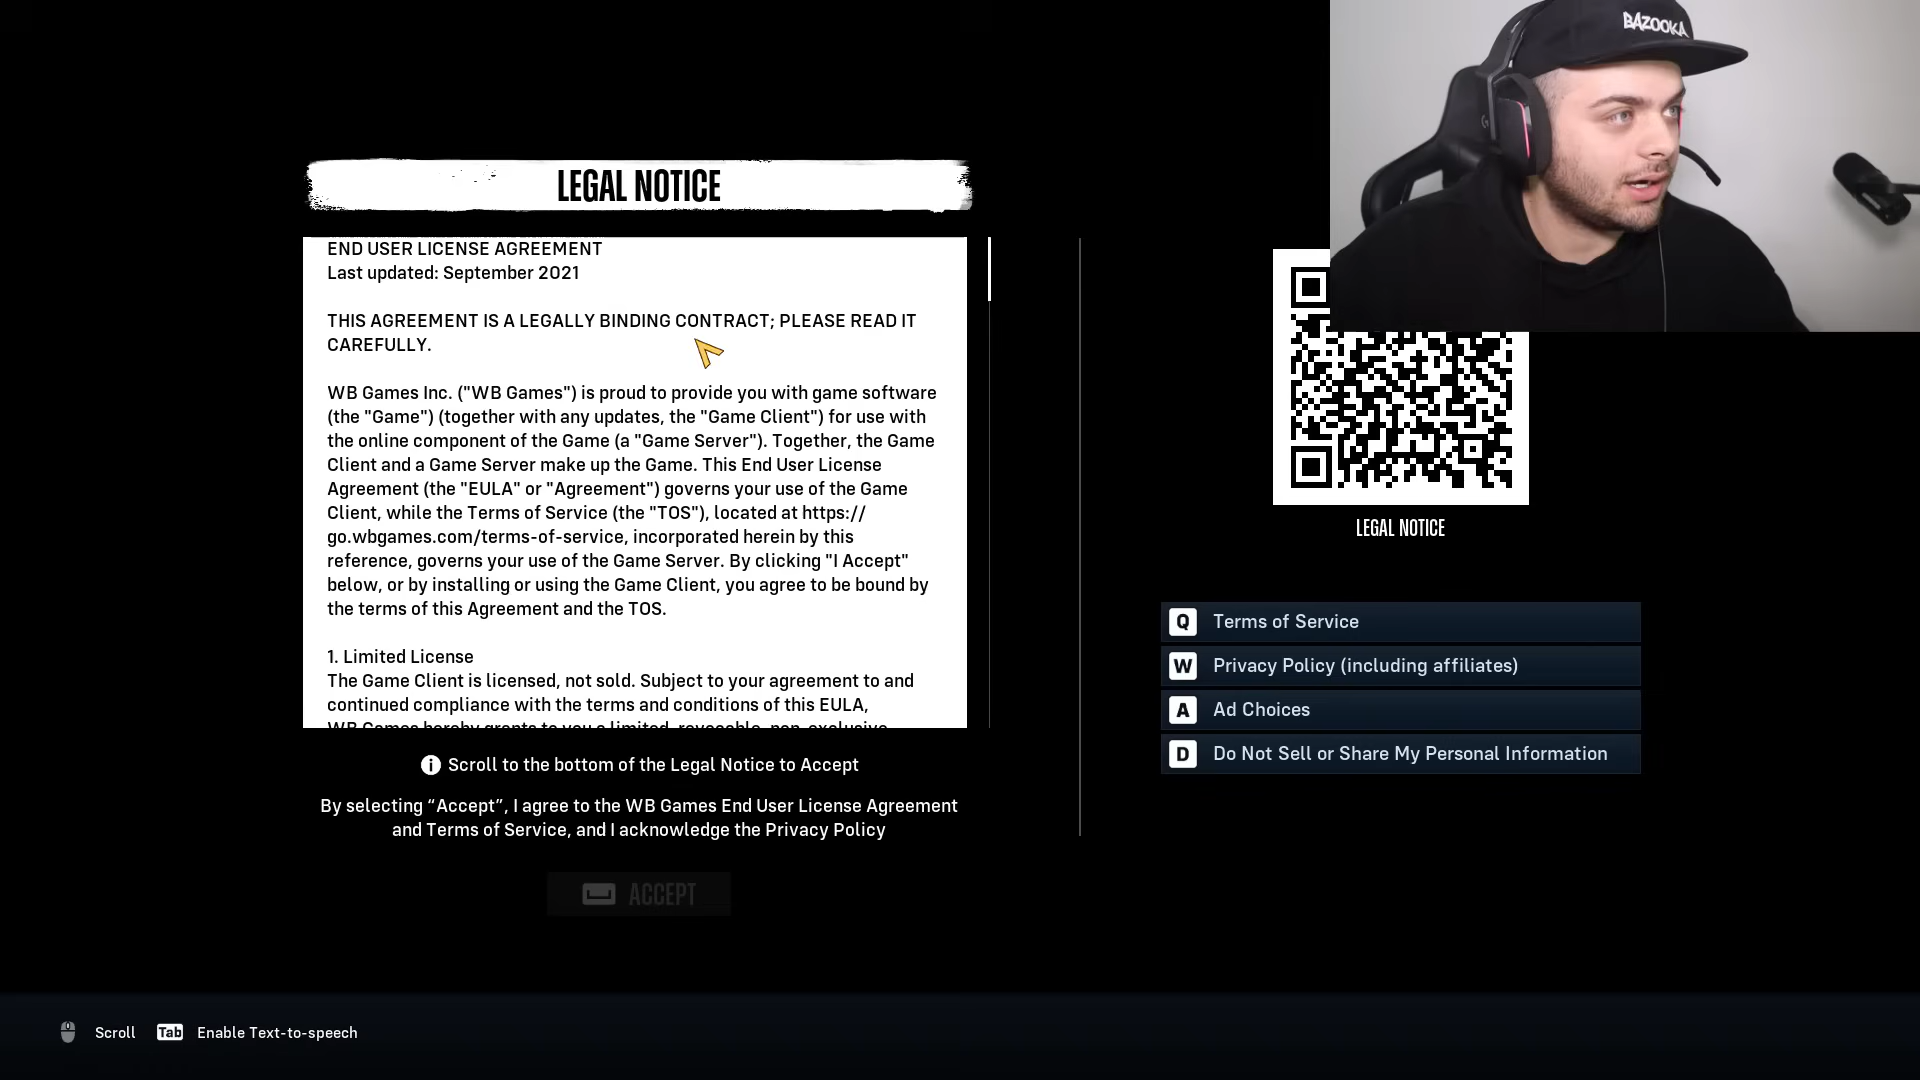 BAZOOKA
LEGAL NOTICE
END USER LICENSE AGREEMENT
Last updated: September 2021
THIS AGREEMENT IS A LEGALLY BINDING CONTRACT; PLEASE READ IT
CAREFULLY.
WB Games Inc. ("WB Games") is proud to provide you with game software
(the "Game") (together with any updates, the "Game Client") for use with
the online component of the Game (a "Game Server"). Together, the Game
Client and a Game Server make up the Game. This End User License
Agreement (the "EULA" or "Agreement") governs your use of the Game
Client, while the Terms of Service (the "TOS"), located at https://
go.wbgames.com/terms-of-service, incorporated herein by this
reference, governs your use of the Game Server. By clicking "I Accept"
below, or by installing or using the Game Client, you agree to be bound by
the terms of this Agreement and the TOS.
1. Limited License
The Game Client is licensed, not sold. Subject to your agreement to and
continued compliance with the terms and conditions of this EULA,
WB Games hereby grants to you a limited, revocable, non-exclusive
Scroll to the bottom of the Legal Notice to Accept
By selecting “Accept”, I agree to the WB Games End User License Agreement
and Terms of Service, and I acknowledge the Privacy Policy
ACCEPT
LEGAL NOTICE
Q Terms of Service
W Privacy Policy (including affiliates)
A Ad Choices
D Do Not Sell or Share My Personal Information
Scroll Tab Enable Text-to-speech